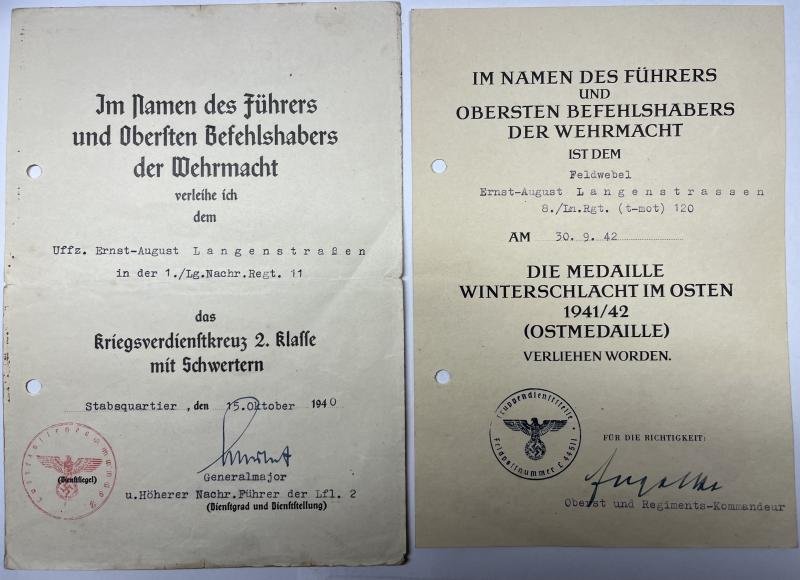 Im Namen des Führers
und Obersten Befehlshabers
der Wehrmacht
verleihe ich
dem
Uffz. Ernst-August Langenstraßen
in der 1./Lg.Nachr.Regt. 11
das
Kriegsverdienstkreuz 2. Klasse
mit Schwertern
Stabsquartier, den 15.Oktober 1940
(Dienstsiegel)
Generalmajor
u.Höherer Nachr.Führer der Lfl. 2
(Dienstgrad und Dienststellung)
IM NAMEN DES FÜHRERS
UND
OBERSTEN BEFEHLSHABERS
DER WEHRMACHT
IST DEM
Feldwebel
Ernst-August Langenstrassen
8./Ln.Rgt. (t-mot) 120
AM 30. 9. 42
DIE MEDAILLE
WINTERSCHLACHT IM OSTEN
1941/42
(OSTMEDAILLE)
VERLIEHEN WORDEN.
Truppendienststelle
Feldpostnummer L 44511
FÜR DIE RICHTIGKEIT:
Oberst und Regiments-Kommandeur